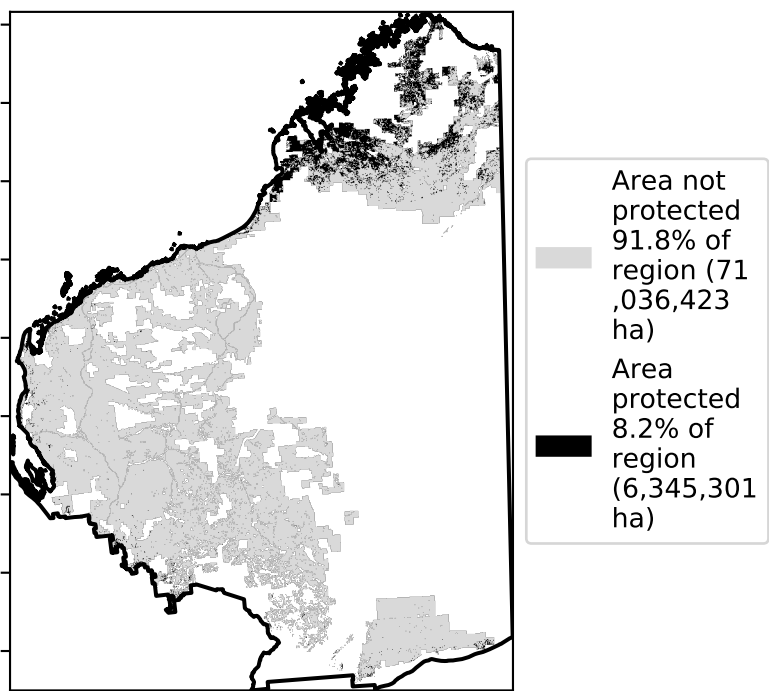 Area not
protected
91.8% of
region (71
,036,423
ha)
Area
protected
8.2% of
region
(6,345,301
ha)